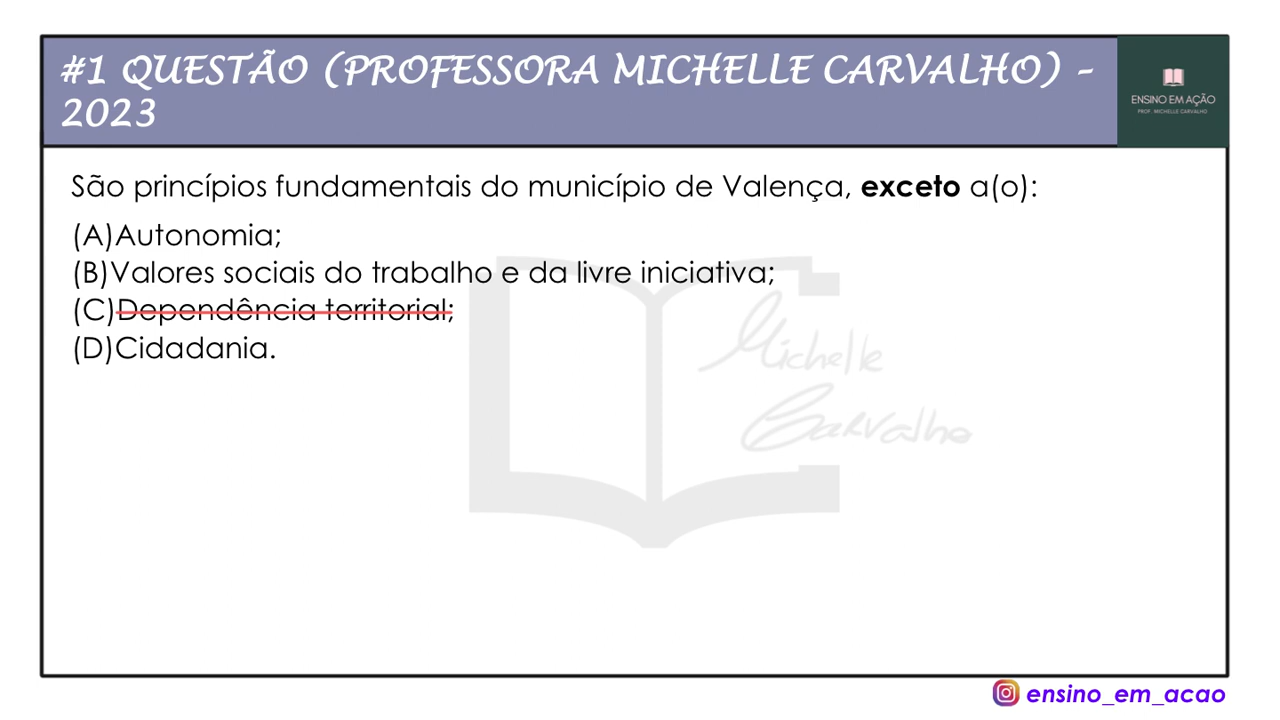 #1 QUESTÃO (PROFESSORA MICHELLE CARVALHO) –
2023
ENSINO EM AÇÃO
PROF. MICHELLE CARVALHO
São princípios fundamentais do município de Valença, exceto a(o):
(A)Autonomia;
(B)Valores sociais do trabalho e da livre iniciativa;
(C)Dependência territorial;
(D)Cidadania.
Michelle
Carvalho
ensino_em_acao